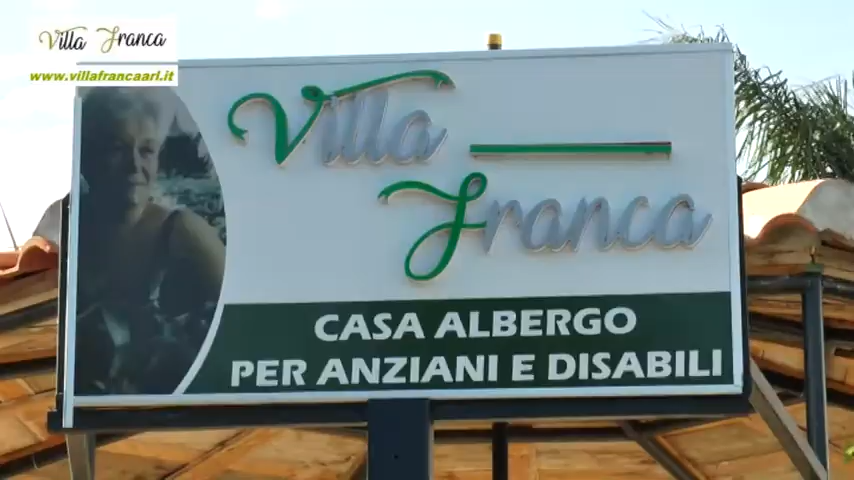 Villa Franca
www.villafrancaarl.it
Villa
Franca
CASA ALBERGO
PER ANZIANI E DISABILI